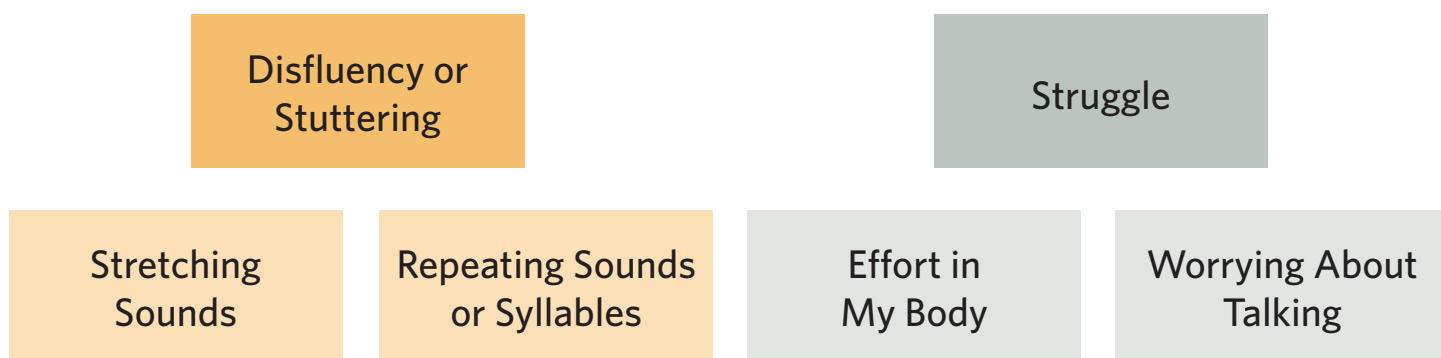 Disfluency or
Stuttering
Struggle
Stretching
Sounds
Repeating Sounds
or Syllables
Effort in
My Body
Worrying About
Talking